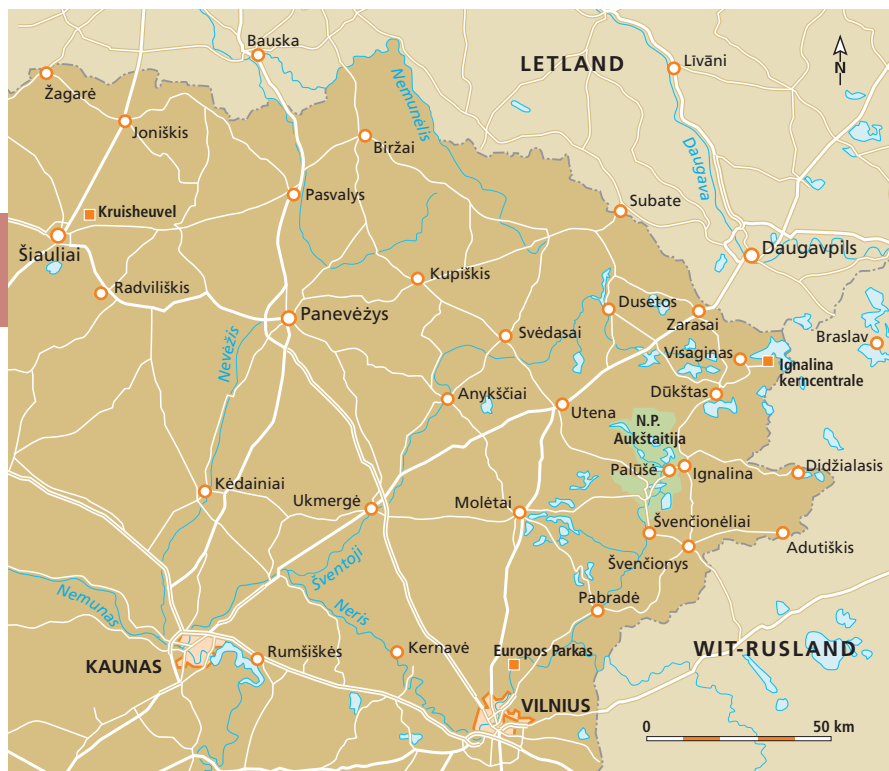 Bauska
LETLAND
Līvāni
N
Žagarė
Joniškis
Nemunėlis
Biržai
Daugava
Pasvalys
Kruisheuvel
Subate
Šiauliai
Daugavpils
Radviliškis
Kupiškis
Panevėžys
Dusetos
Zarasai
Svėdasai
Braslav
Visaginas
Ignalina
kerncentrale
Nevėžis
Anykščiai
Dūkštas
Utena
N.P.
Aukštaitija
Palūšė
Ignalina
Didžialasis
Kėdainiai
Ukmergė
Molėtai
Švenčionėliai
Adutiškis
Švenčionys
Šventoji
Nemunas
Neris
Pabradė
KAUNAS
Rumšiškės
Kernavė
Europos Parkas
WIT-RUSLAND
VILNIUS
0 50 km